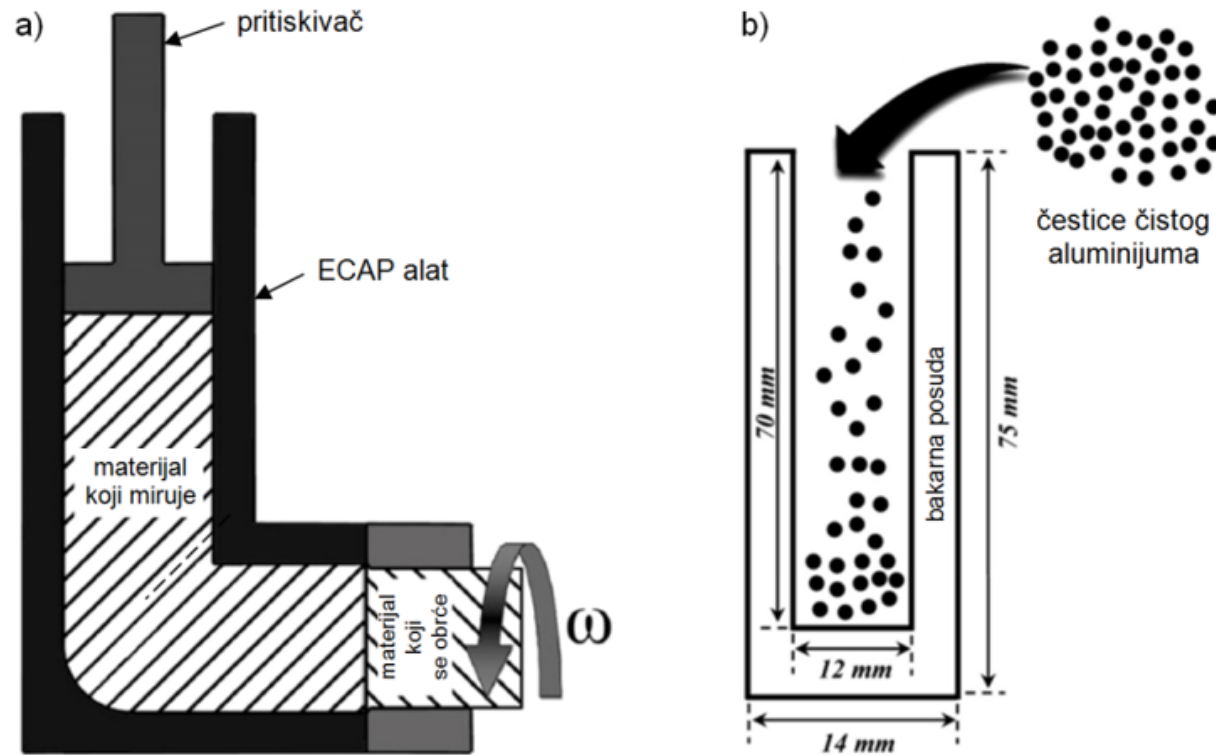 a)
pritiskivač
ECAP alat
materijal
koji miruje
materijal
koji
se obrće
ω
b)
čestice čistog
aluminijuma
70 mm
bakarna posuda
75 mm
12 mm
14 mm